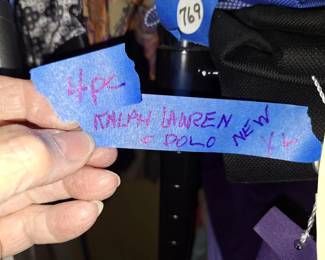 769
4pc
RALPH LAUREN
& POLO NEW